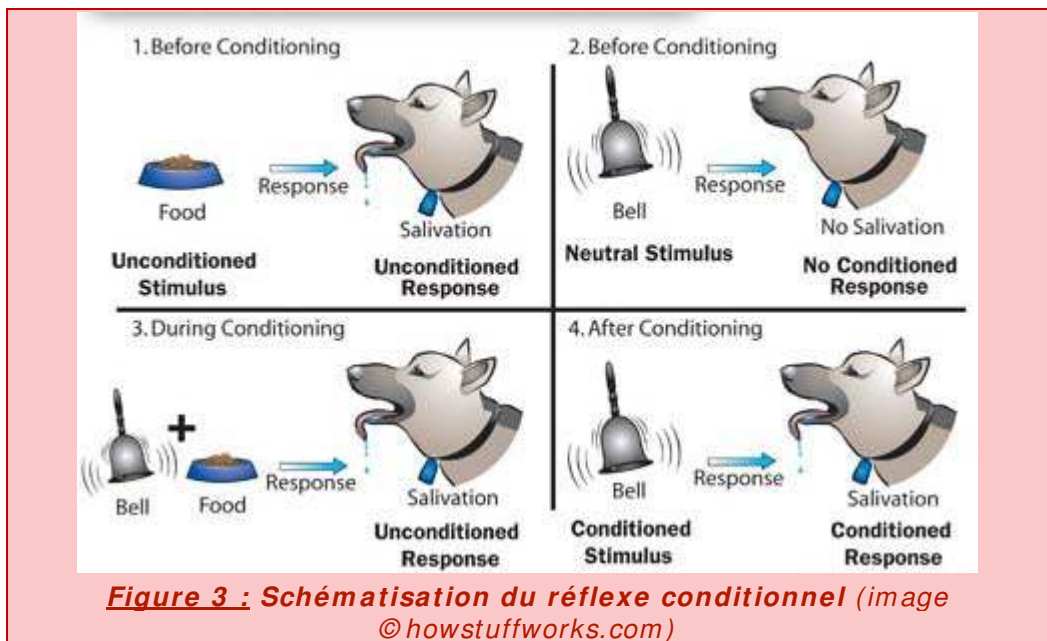 1. Before Conditioning
Food
Response
Salivation
Unconditioned
Stimulus
Unconditioned
Response
2. Before Conditioning
Bell
Response
No Salivation
Neutral Stimulus
No Conditioned
Response
3. During Conditioning
+
Bell
Food
Response
Salivation
Unconditioned
Response
4. After Conditioning
Bell
Response
Salivation
Conditioned
Stimulus
Conditioned
Response
Figure 3 : Schématisation du réflexe conditionnel (image
© howstuffworks.com)